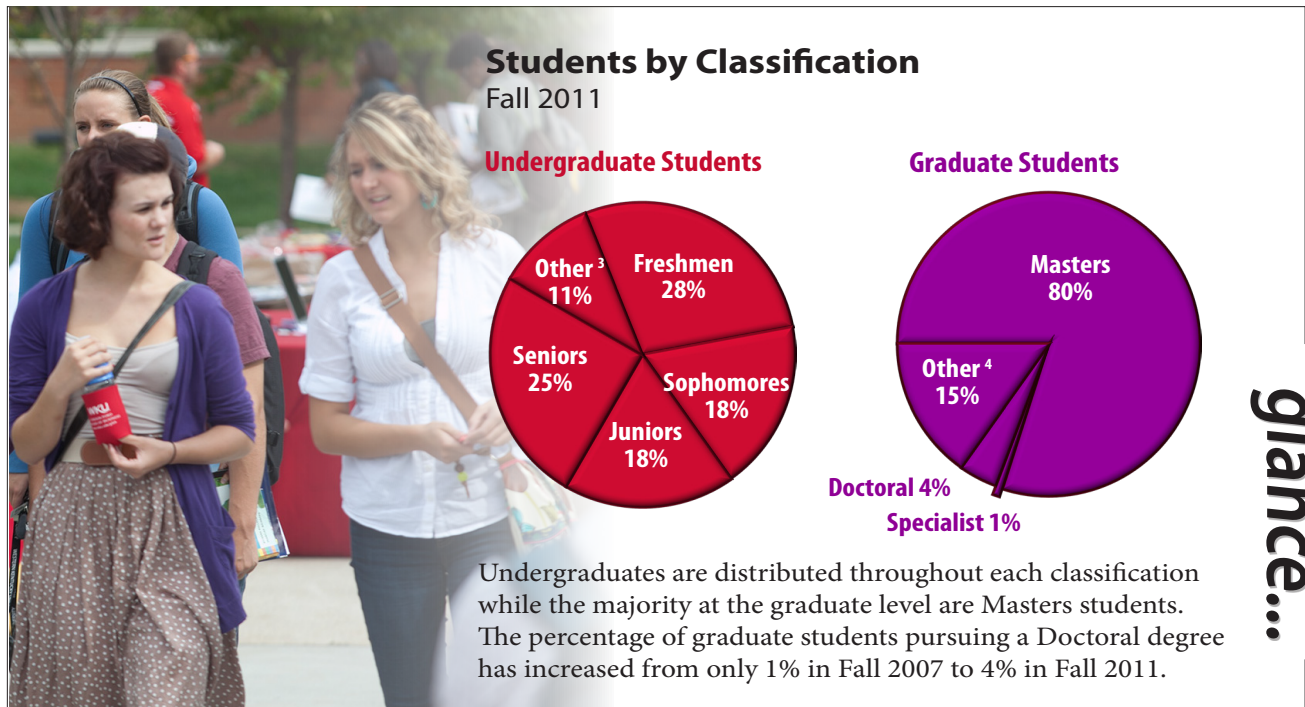 Students by Classification
Fall 2011
Undergraduate Students
Other ³
11%
Freshmen
28%
Seniors
25%
Sophomores
18%
Juniors
18%
Graduate Students
Masters
80%
Other ⁴
15%
Doctoral 4%
Specialist 1%
Undergraduates are distributed throughout each classification
while the majority at the graduate level are Masters students.
The percentage of graduate students pursuing a Doctoral degree
has increased from only 1% in Fall 2007 to 4% in Fall 2011.
glance...
WKU